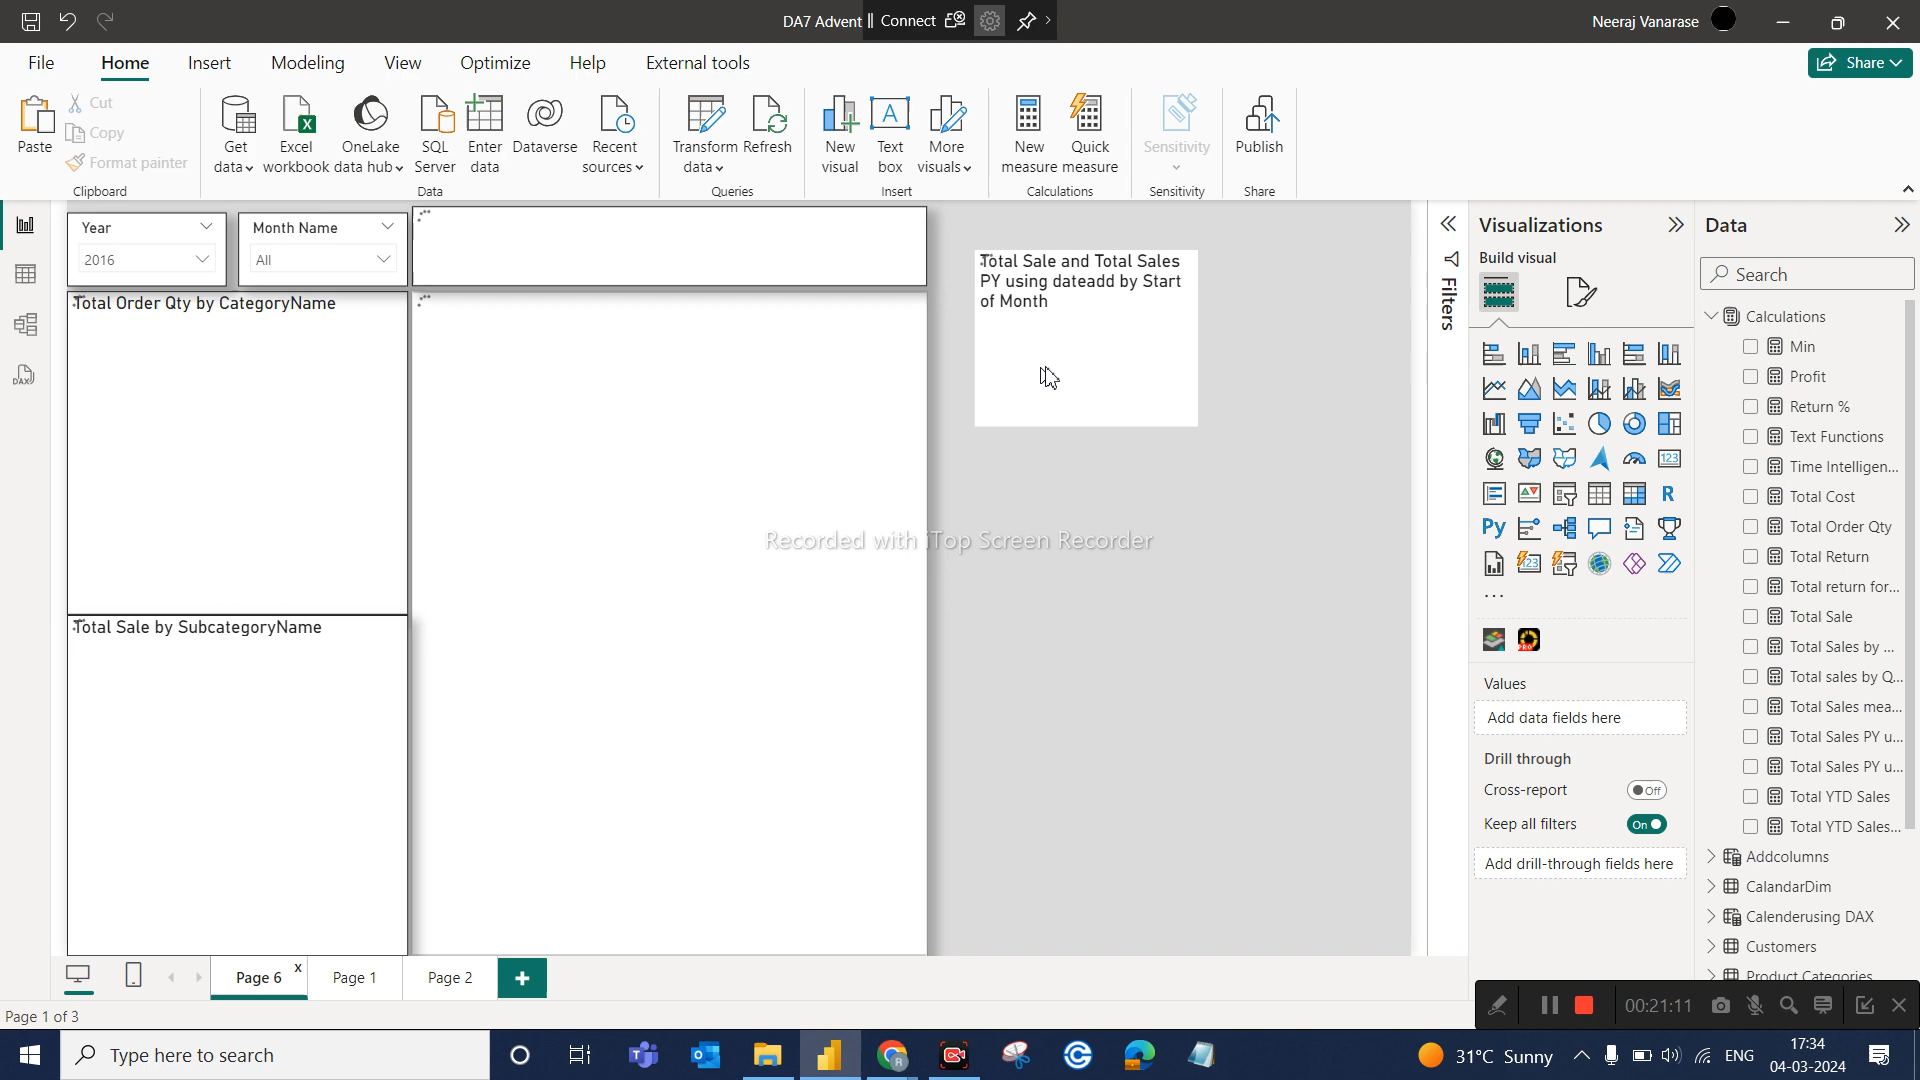 DA7 Advent
Connect
Neeraj Vanarase
File
Home
Insert
Modeling
View
Optimize
Help
External tools
Share
Paste
Cut
Copy
Format painter
Clipboard
Get data
Excel workbook
OneLake data hub
SQL Server
Enter data
Dataverse
Recent sources
Data
Transform data
Refresh
Queries
New visual
Text box
More visuals
Insert
New measure
Quick measure
Calculations
Sensitivity
Sensitivity
Publish
Share
Year
2016
Month Name
All
Total Order Qty by CategoryName
Total Sale by SubcategoryName
Total Sale and Total Sales
PY using dateadd by Start
of Month
Recorded with iTop Screen Recorder
Filters
Visualizations
Build visual
123
R
Py
123
PRO
Values
Add data fields here
Drill through
Cross-report
Off
Keep all filters
On
Add drill-through fields here
Data
Search
Calculations
Min
Profit
Return %
Text Functions
Time Intelligen...
Total Cost
Total Order Qty
Total Return
Total return for...
Total Sale
Total Sales by ...
Total sales by Q...
Total Sales mea...
Total Sales PY u...
Total Sales PY u...
Total YTD Sales
Total YTD Sales...
Addcolumns
CalandarDim
Calenderusing DAX
Customers
Product Categories
DAX
Page 6
x
Page 1
Page 2
Page 1 of 3
00:21:11
Type here to search
31°C Sunny
ENG
17:34
04-03-2024